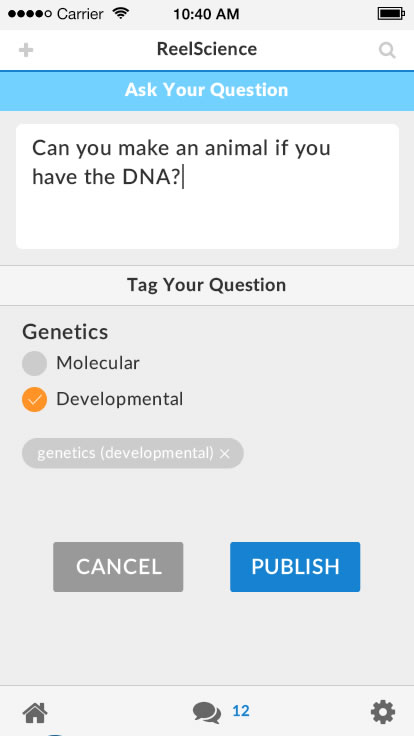 Carrier 10:40 AM
ReelScience
Ask Your Question
Can you make an animal if you
have the DNA?
Tag Your Question
Genetics
Molecular
Developmental
genetics (developmental) ×
CANCEL PUBLISH
12